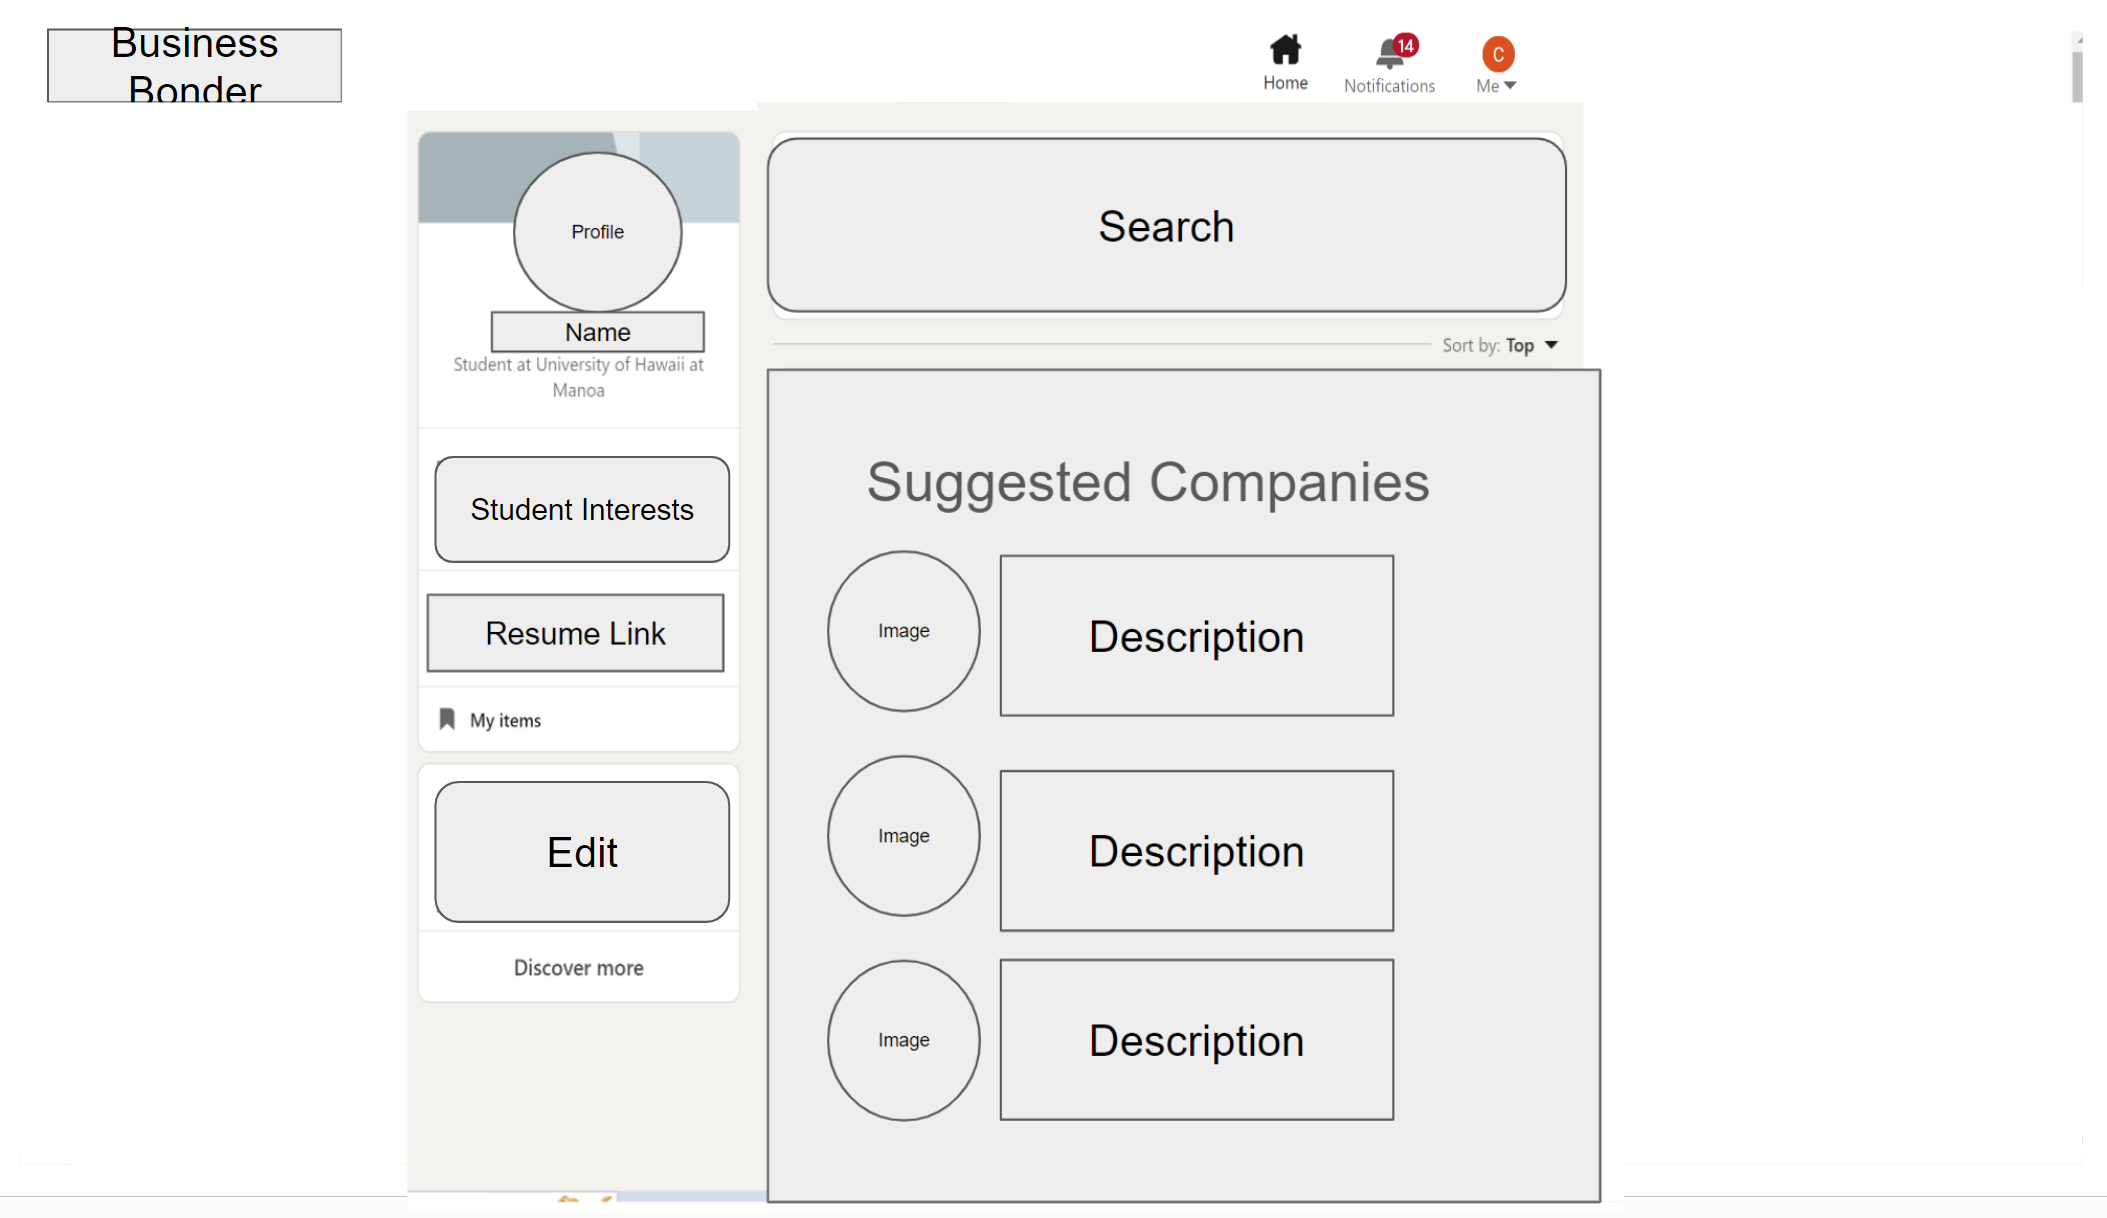 Business
Bonder
Home
14
Notifications
C
Me
Profile
Name
Student at University of Hawaii at
Manoa
Student Interests
Resume Link
My items
Edit
Discover more
Search
Sort by: Top
Suggested Companies
Image
Description
Image
Description
Image
Description